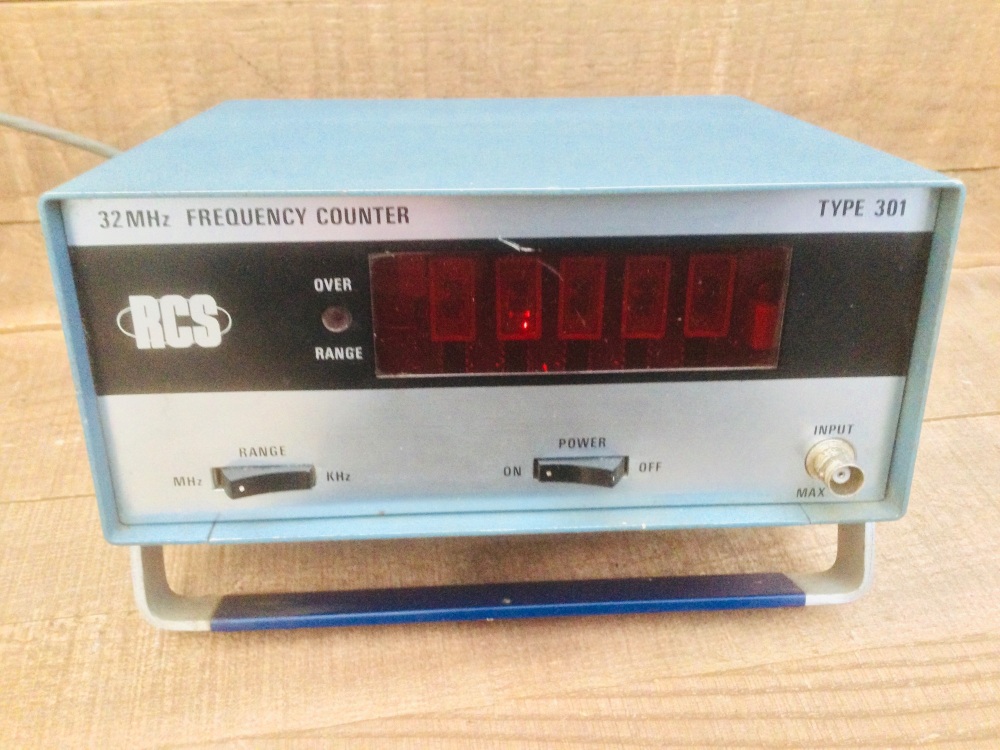 32MHz FREQUENCY COUNTER
TYPE 301
OVER
RCS
RANGE
RANGE
MHz
KHz
POWER
ON
OFF
INPUT
MAX